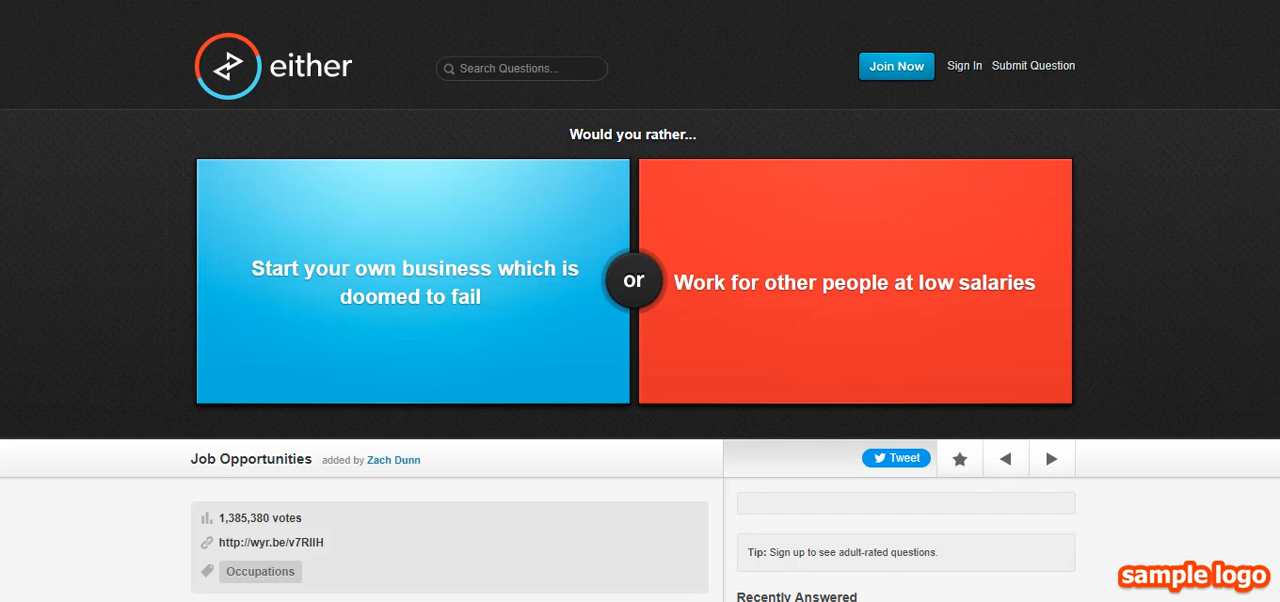 either
Search Questions...
Join Now
Sign In
Submit Question
Would you rather...
Start your own business which is
doomed to fail
or
Work for other people at low salaries
Job Opportunities
added by Zach Dunn
Tweet
1,385,380 votes
http://wyr.be/v7RIIH
Occupations
Tip: Sign up to see adult-rated questions.
Recently Answered
sample logo